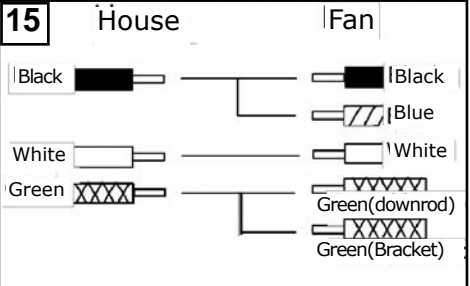 15 House Fan
Black Black
Blue
White White
Green
Green(downrod)
Green(Bracket)